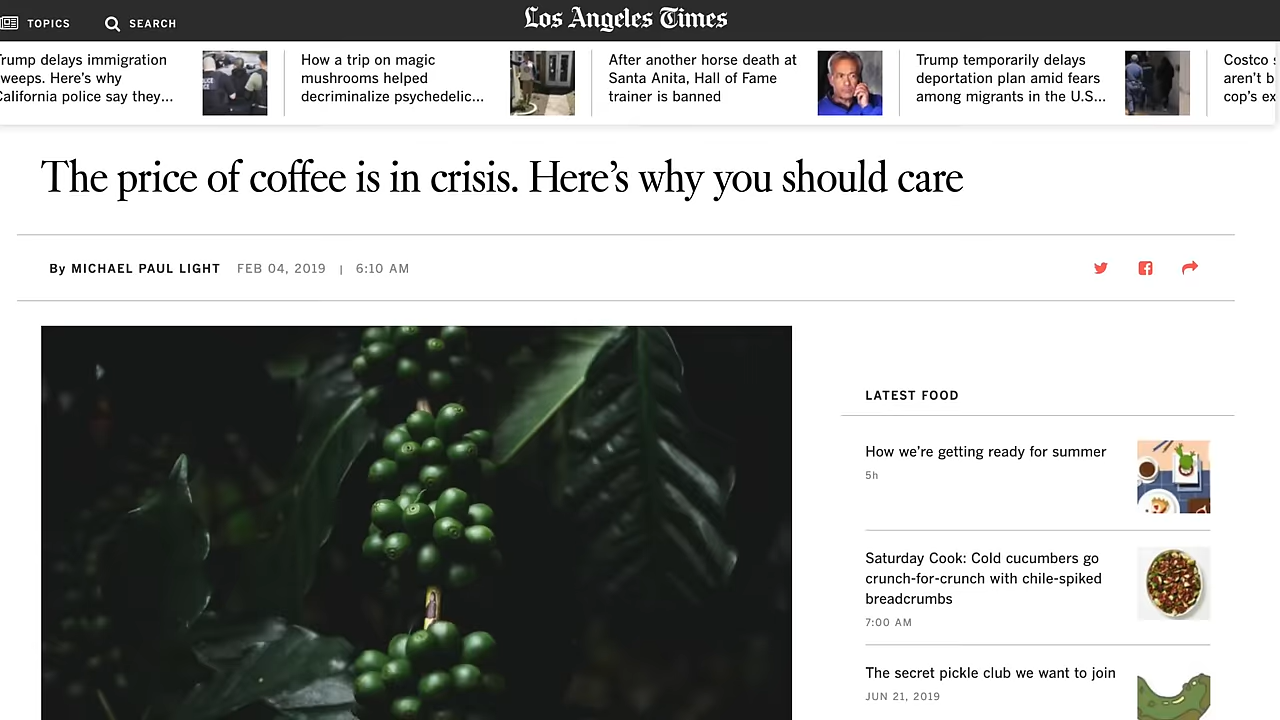 TOPICS
SEARCH
Los Angeles Times
Trump delays immigration
sweeps. Here's why
California police say they...
How a trip on magic
mushrooms helped
decriminalize psychedelic...
After another horse death at
Santa Anita, Hall of Fame
trainer is banned
Trump temporarily delays
deportation plan amid fears
among migrants in the U.S...
Costco
aren't b
cop's ex
The price of coffee is in crisis. Here's why you should care
By MICHAEL PAUL LIGHT FEB 04, 2019 | 6:10 AM
LATEST FOOD
How we're getting ready for summer
5h
Saturday Cook: Cold cucumbers go
crunch-for-crunch with chile-spiked
breadcrumbs
7:00 AM
The secret pickle club we want to join
JUN 21, 2019